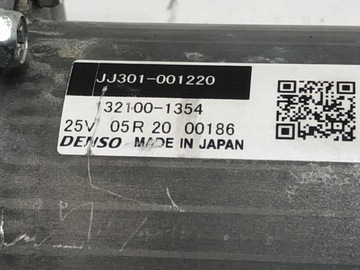 JJ301-001220
132100-1354
25V 05R 20 00186
DENSO MADE IN JAPAN